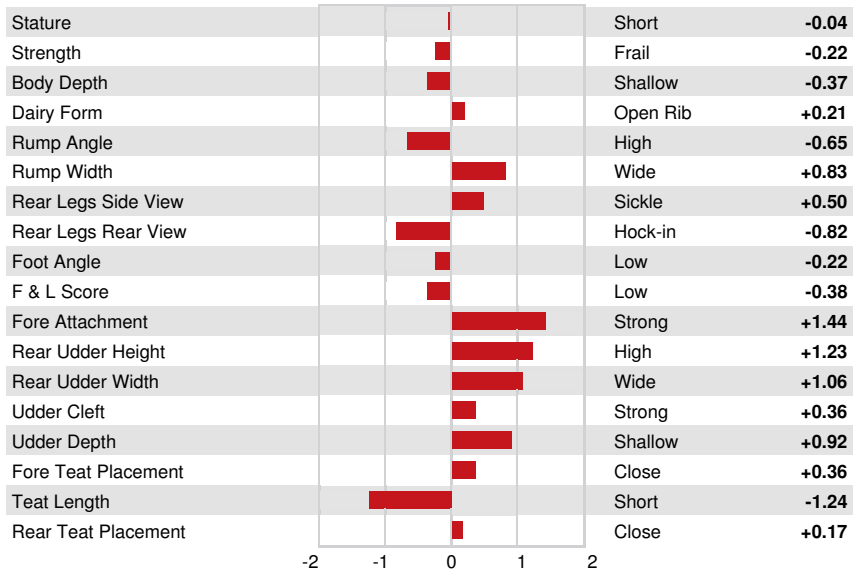 Stature Short -0.04
Strength Frail -0.22
Body Depth Shallow -0.37
Dairy Form Open Rib +0.21
Rump Angle High -0.65
Rump Width Wide +0.83
Rear Legs Side View Sickle +0.50
Rear Legs Rear View Hock-in -0.82
Foot Angle Low -0.22
F & L Score Low -0.38
Fore Attachment Strong +1.44
Rear Udder Height High +1.23
Rear Udder Width Wide +1.06
Udder Cleft Strong +0.36
Udder Depth Shallow +0.92
Fore Teat Placement Close +0.36
Teat Length Short -1.24
Rear Teat Placement Close +0.17
-2 -1 0 1 2